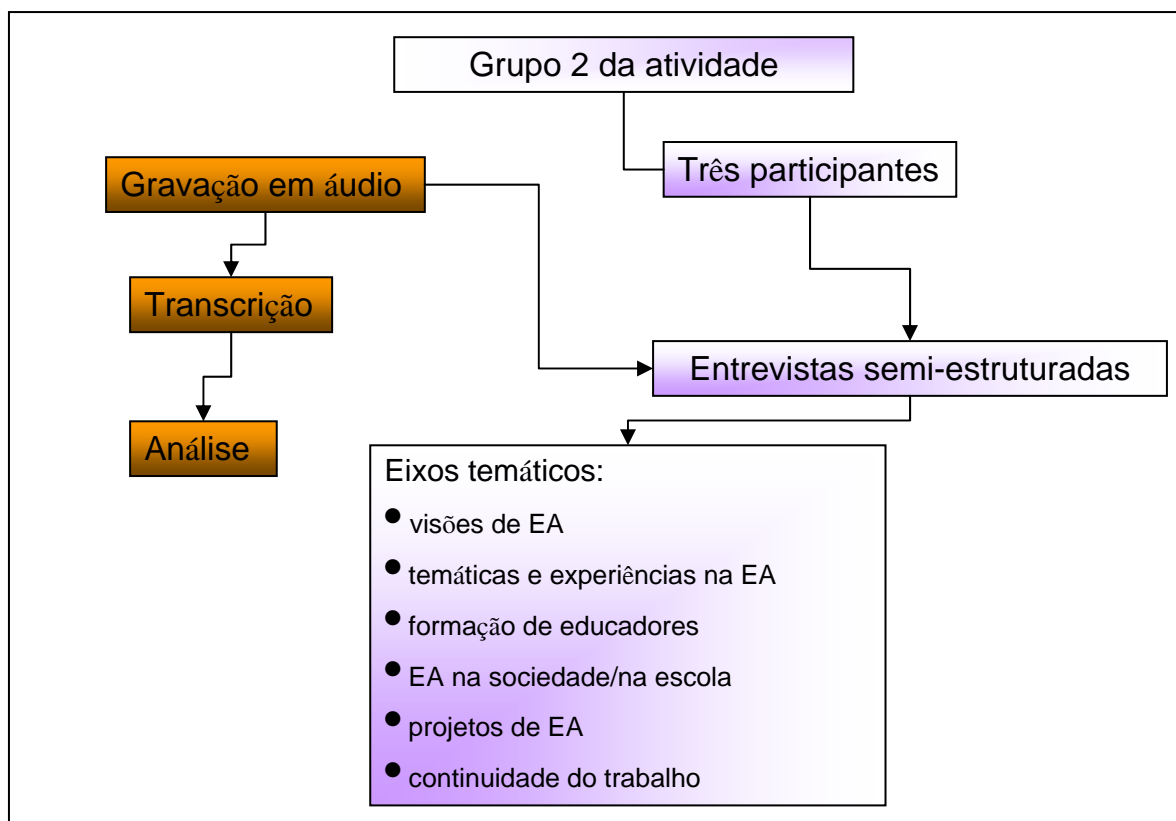 Grupo 2 da atividade
Três participantes
Gravação em áudio
Transcrição
Entrevistas semi-estruturadas
Análise
Eixos temáticos:
● visões de EA
● temáticas e experiências na EA
● formação de educadores
● EA na sociedade/na escola
● projetos de EA
● continuidade do trabalho